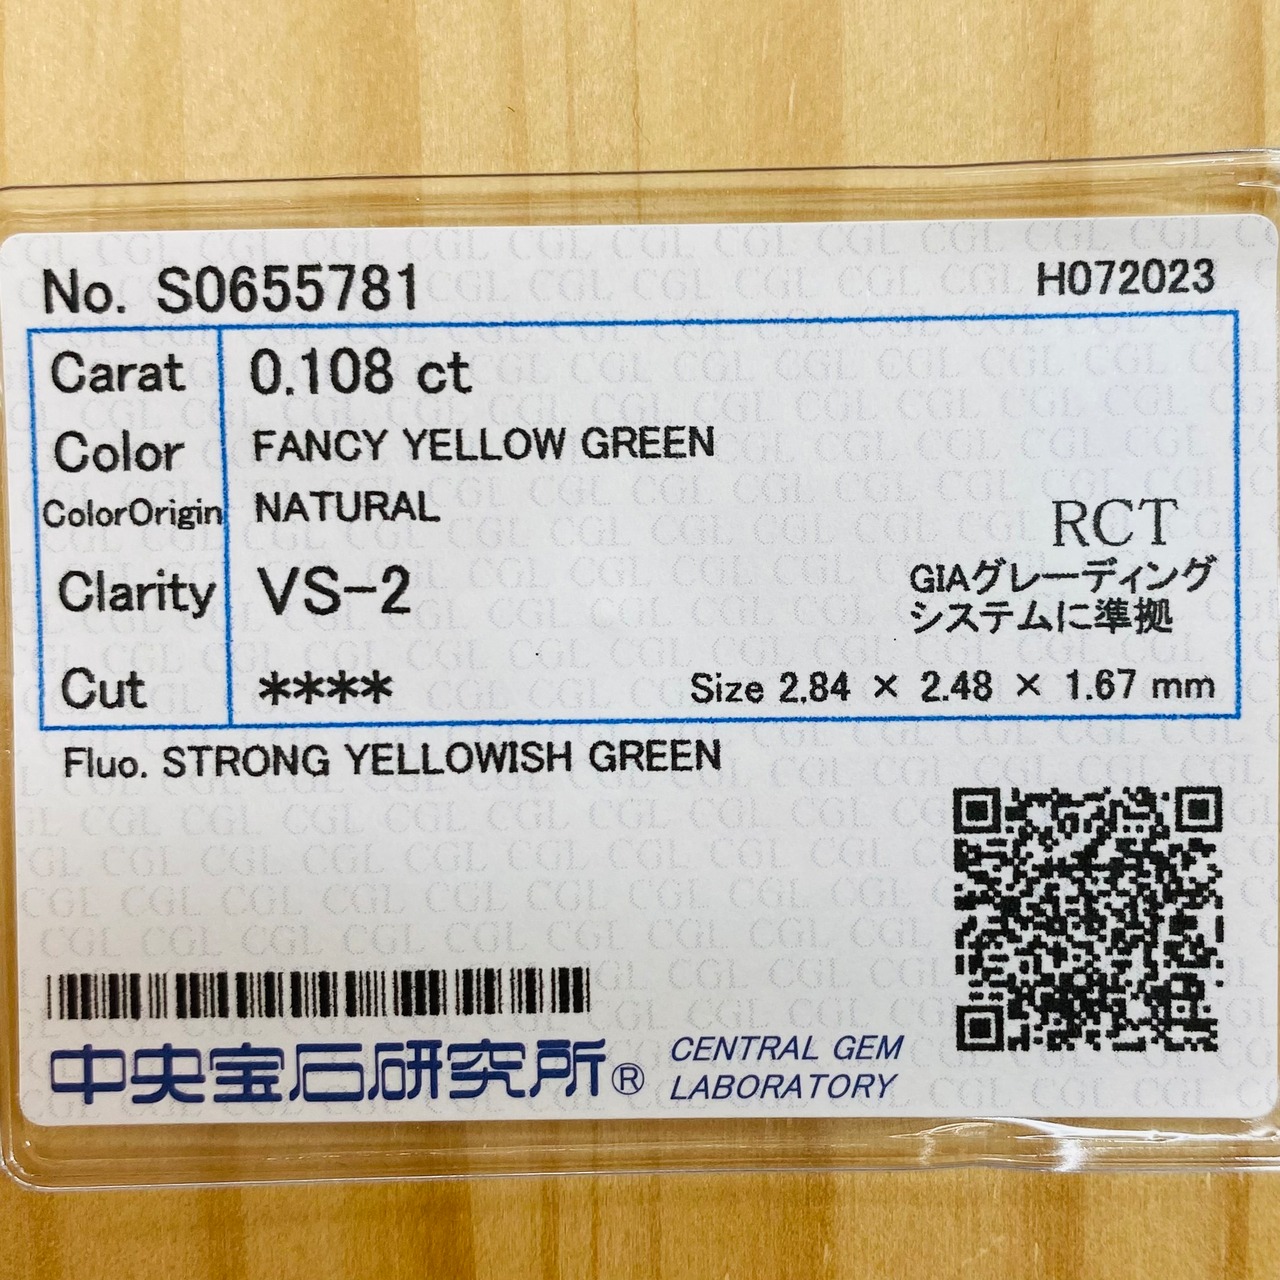 No. S0655781
H072023
Carat 0.108 ct
Color FANCY YELLOW GREEN
ColorOrigin NATURAL
RCT
Clarity VS-2
GIAグレーディング
システムに準拠
Cut ****
Size 2.84 × 2.48 × 1.67 mm
Fluo. STRONG YELLOWISH GREEN
中央宝石研究所®
CENTRAL GEM
LABORATORY